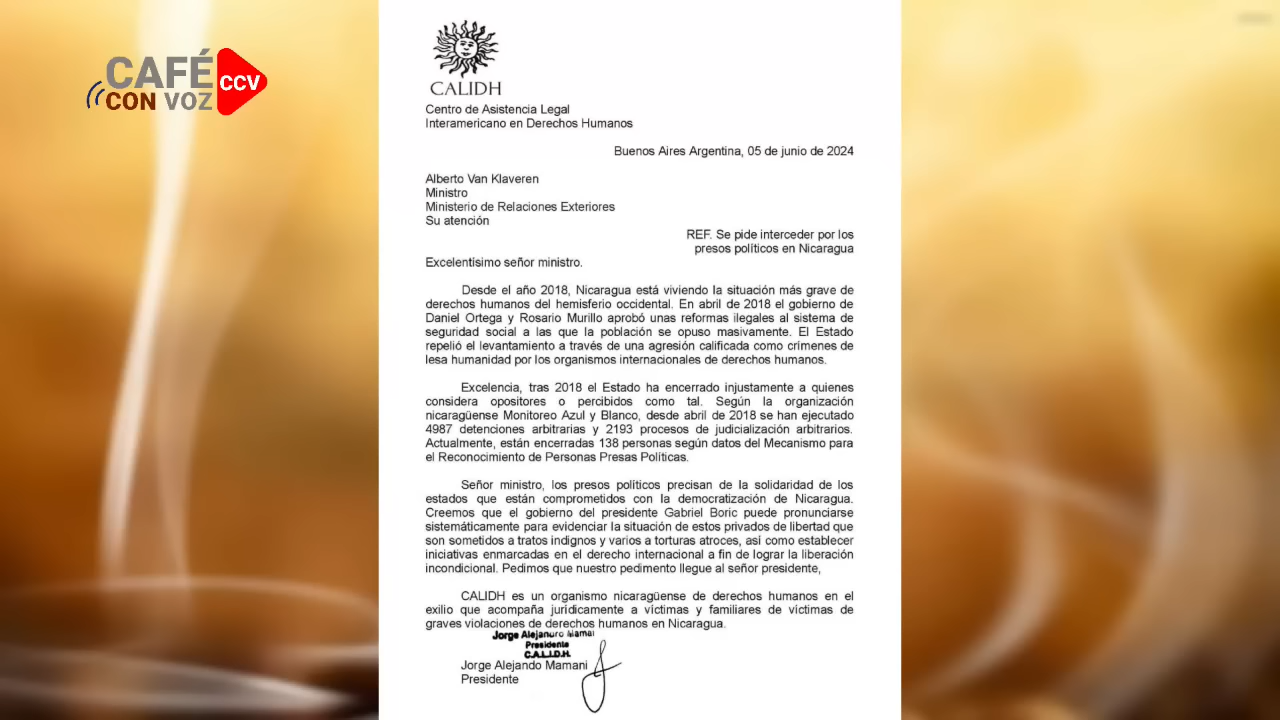 CAFÉ
CON VOZ
CCV
CALIDH
Centro de Asistencia Legal
Interamericano en Derechos Humanos
Buenos Aires Argentina, 05 de junio de 2024
Alberto Van Klaveren
Ministro
Ministerio de Relaciones Exteriores
Su atención
REF. Se pide interceder por los
presos políticos en Nicaragua
Excelentísimo señor ministro.
Desde el año 2018, Nicaragua está viviendo la situación más grave de
derechos humanos del hemisferio occidental. En abril de 2018 el gobierno de
Daniel Ortega y Rosario Murillo aprobó unas reformas ilegales al sistema de
seguridad social a las que la población se opuso masivamente. El Estado
repelió el levantamiento a través de una agresión calificada como crímenes de
lesa humanidad por los organismos internacionales de derechos humanos.
Excelencia, tras 2018 el Estado ha encerrado injustamente a quienes
considera opositores o percibidos como tal. Según la organización
nicaragüense Monitoreo Azul y Blanco, desde abril de 2018 se han ejecutado
4987 detenciones arbitrarias y 2193 procesos de judicialización arbitrarios.
Actualmente, están encerradas 138 personas según datos del Mecanismo para
el Reconocimiento de Personas Presas Políticas.
Señor ministro, los presos políticos precisan de la solidaridad de los
estados que están comprometidos con la democratización de Nicaragua.
Creemos que el gobierno del presidente Gabriel Boric puede pronunciarse
sistemáticamente para evidenciar la situación de estos privados de libertad que
son sometidos a tratos indignos y varios a torturas atroces, así como establecer
iniciativas enmarcadas en el derecho internacional a fin de lograr la liberación
incondicional. Pedimos que nuestro pedimento llegue al señor presidente,
CALIDH es un organismo nicaragüense de derechos humanos en el
exilio que acompaña jurídicamente a víctimas y familiares de víctimas de
graves violaciones de derechos humanos en Nicaragua.
Jorge Alejandro Mamani
Presidente
C.A.L.I.D.H.
Jorge Alejando Mamani
Presidente